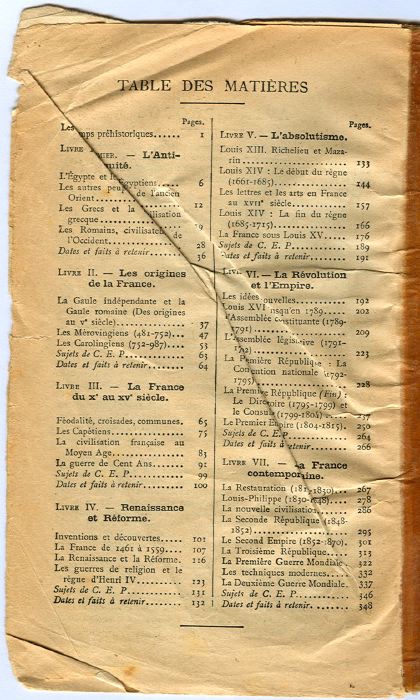 TABLE DES MATIÈRES
Pages.
Les ...mps préhistoriques...... 1
LIVRE ...MIER. — L'Anti-
...uité.
L'Égypte et l... Égyptiens..... 6
Les autres peup... de l'ancien
Orient.................. 12
Les Grecs et la ...ilisation
grecque................ 19
Les Romains, civilisate... de
l'Occident................ 28
Dates et faits à retenir....... 36
LIVRE II. — Les origines
de la France.
La Gaule indépendante et la
Gaule romaine (Des origines
au Ve siècle)............. 37
Les Mérovingiens (481-752).. 47
Les Carolingiens (752-987).. 53
Sujets de C. E. P........... 63
Dates et faits à retenir...... 64
LIVRE III. — La France
du Xe au XVe siècle.
Féodalité, croisades, communes. 65
Les Capétiens............. 75
La civilisation française au
Moyen Age.............. 83
La guerre de Cent Ans....... 91
Sujets de C. E. P........... 99
Dates et faits à retenir...... 100
LIVRE IV. — Renaissance
et Réforme.
Inventions et découvertes..... 101
La France de 1461 à 1559.... 107
La Renaissance et la Réforme. 116
Les guerres de religion et le
règne d'Henri IV.......... 123
Sujets de C. E. P........... 131
Dates et faits à retenir....... 132
Pages.
LIVRE V. — L'absolutisme.
Louis XIII. Richelieu et Maza-
rin..................... 133
Louis XIV : Le début du règne
(1661-1685)............. 144
Les lettres et les arts en France
au XVIIe siècle.......... 157
Louis XIV : La fin du règne
(1685-1715)............. 166
La France sous Louis XV..... 176
Sujets de C. E. P........... 189
Dates et faits à retenir...... 191
LIVRE VI. — La Révolution
et l'Empire.
Les idées nouvelles......... 192
Louis XVI jusqu'en 1789.... 202
L'Assemblée constituante (1789-
1791)................... 209
L'Assemblée législative (1791-
1792)................... 223
La Première République : La
Convention nationale (1792-
1795)................... 228
La Première République (Fin) :
Le Directoire (1795-1799) et
le Consulat (1799-1804).... 237
Le Premier Empire (1804-1815). 250
Sujets de C. E. P........... 264
Dates et faits à retenir...... 266
LIVRE VII. — La France
contemporaine.
La Restauration (181...-1830)... 267
Louis-Philippe (1830-1848).. 278
La nouvelle civilisation...... 286
La Seconde République (1848-
1852)................... 295
Le Second Empire (1852-1870). 301
La Troisième République..... 313
La Première Guerre Mondiale. 322
Les techniques modernes.... 332
La Deuxième Guerre Mondiale. 337
Sujets de C. E. P........... 346
Dates et faits à retenir...... 348